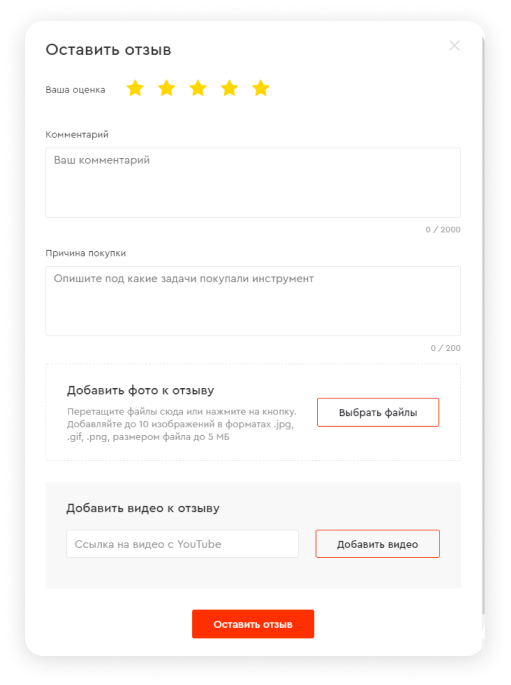 Оставить отзыв
Ваша оценка
Комментарий
Ваш комментарий
0 / 2000
Причина покупки
Опишите под какие задачи покупали инструмент
0 / 200
Добавить фото к отзыву
Перетащите файлы сюда или нажмите на кнопку.
Добавляйте до 10 изображений в форматах .jpg,
.gif, .png, размером файла до 5 МБ
Выбрать файлы
Добавить видео к отзыву
Ссылка на видео с YouTube
Добавить видео
Оставить отзыв